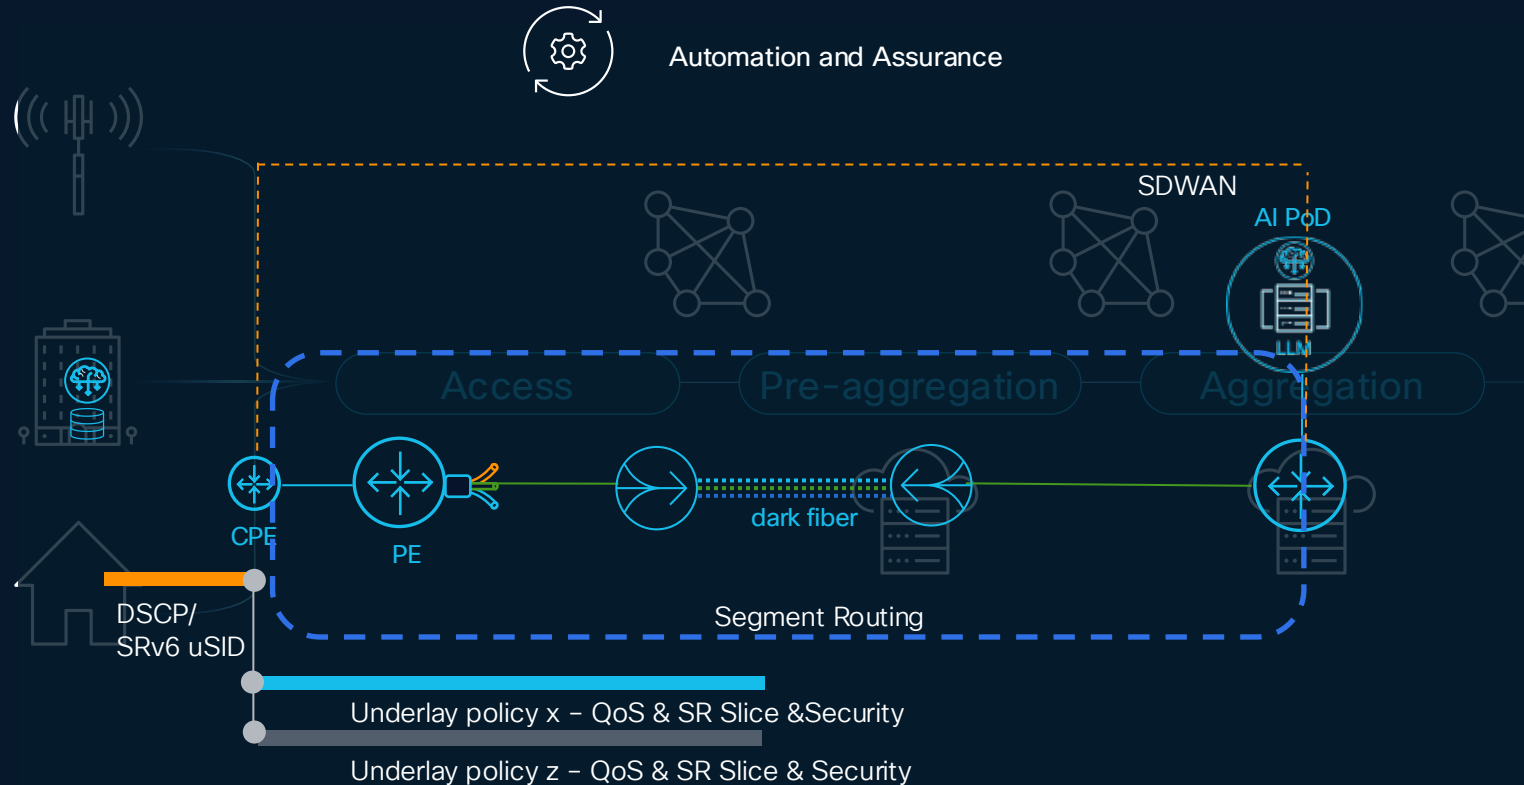 Automation and Assurance
SDWAN
AI PoD
LLM
Access
Pre-aggregation
Aggregation
CPE
PE
dark fiber
DSCP/
SRv6 uSID
Segment Routing
Underlay policy x – QoS & SR Slice &Security
Underlay policy z – QoS & SR Slice & Security